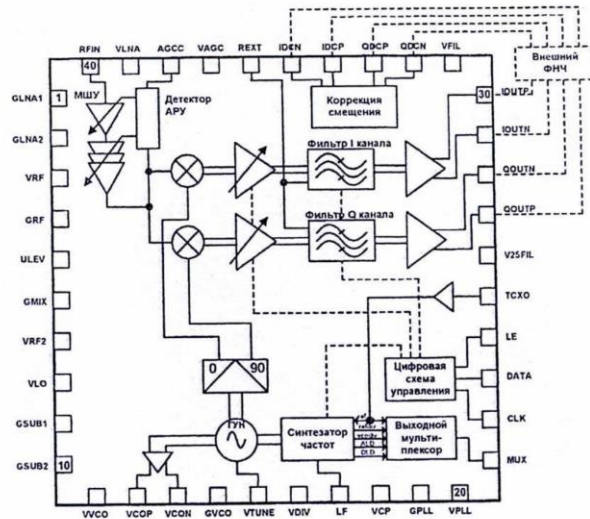 RFIN VLNA AGCC VAGC REXT IDCN IDCP QDCP QDCN VFIL
Внешний ФНЧ
40
GLNA1 1
МШУ
Детектор АРУ
Коррекция смещения
30 IOUTP
GLNA2
IOUTN
Фильтр I канала
VRF
QOUTN
GRF
Фильтр Q канала
QOUTP
ULEV
V25FIL
GMIX
TCXO
VRF2
LE
0 90
Цифровая схема управления
VLO
DATA
GSUB1
CLK
ГУН
Синтезатор частот
ALD
DLD
Выходной мульти-плексор
GSUB2 10
MUX
20
VVCO VCOP VCON GVCO VTUNE VDIV LF VCP GPLL VPLL